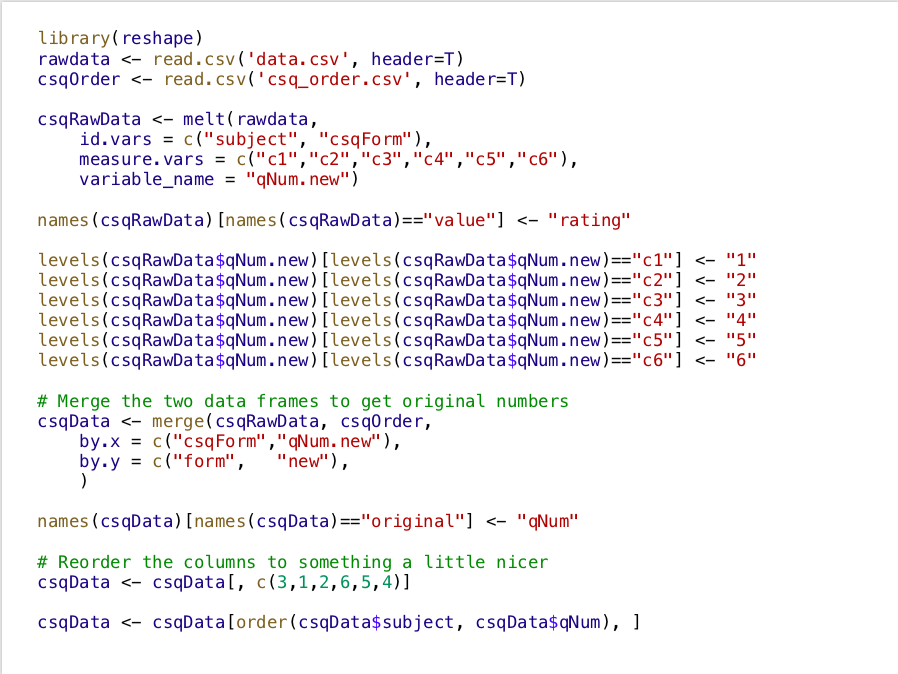 library(reshape)
rawdata <- read.csv('data.csv', header=T)
csqOrder <- read.csv('csq_order.csv', header=T)

csqRawData <- melt(rawdata,
    id.vars = c("subject", "csqForm"),
    measure.vars = c("c1","c2","c3","c4","c5","c6"),
    variable_name = "qNum.new")

names(csqRawData)[names(csqRawData)=="value"] <- "rating"

levels(csqRawData$qNum.new)[levels(csqRawData$qNum.new)=="c1"] <- "1"
levels(csqRawData$qNum.new)[levels(csqRawData$qNum.new)=="c2"] <- "2"
levels(csqRawData$qNum.new)[levels(csqRawData$qNum.new)=="c3"] <- "3"
levels(csqRawData$qNum.new)[levels(csqRawData$qNum.new)=="c4"] <- "4"
levels(csqRawData$qNum.new)[levels(csqRawData$qNum.new)=="c5"] <- "5"
levels(csqRawData$qNum.new)[levels(csqRawData$qNum.new)=="c6"] <- "6"

# Merge the two data frames to get original numbers
csqData <- merge(csqRawData, csqOrder,
    by.x = c("csqForm","qNum.new"),
    by.y = c("form",   "new"),
    )

names(csqData)[names(csqData)=="original"] <- "qNum"

# Reorder the columns to something a little nicer
csqData <- csqData[, c(3,1,2,6,5,4)]

csqData <- csqData[order(csqData$subject, csqData$qNum), ]